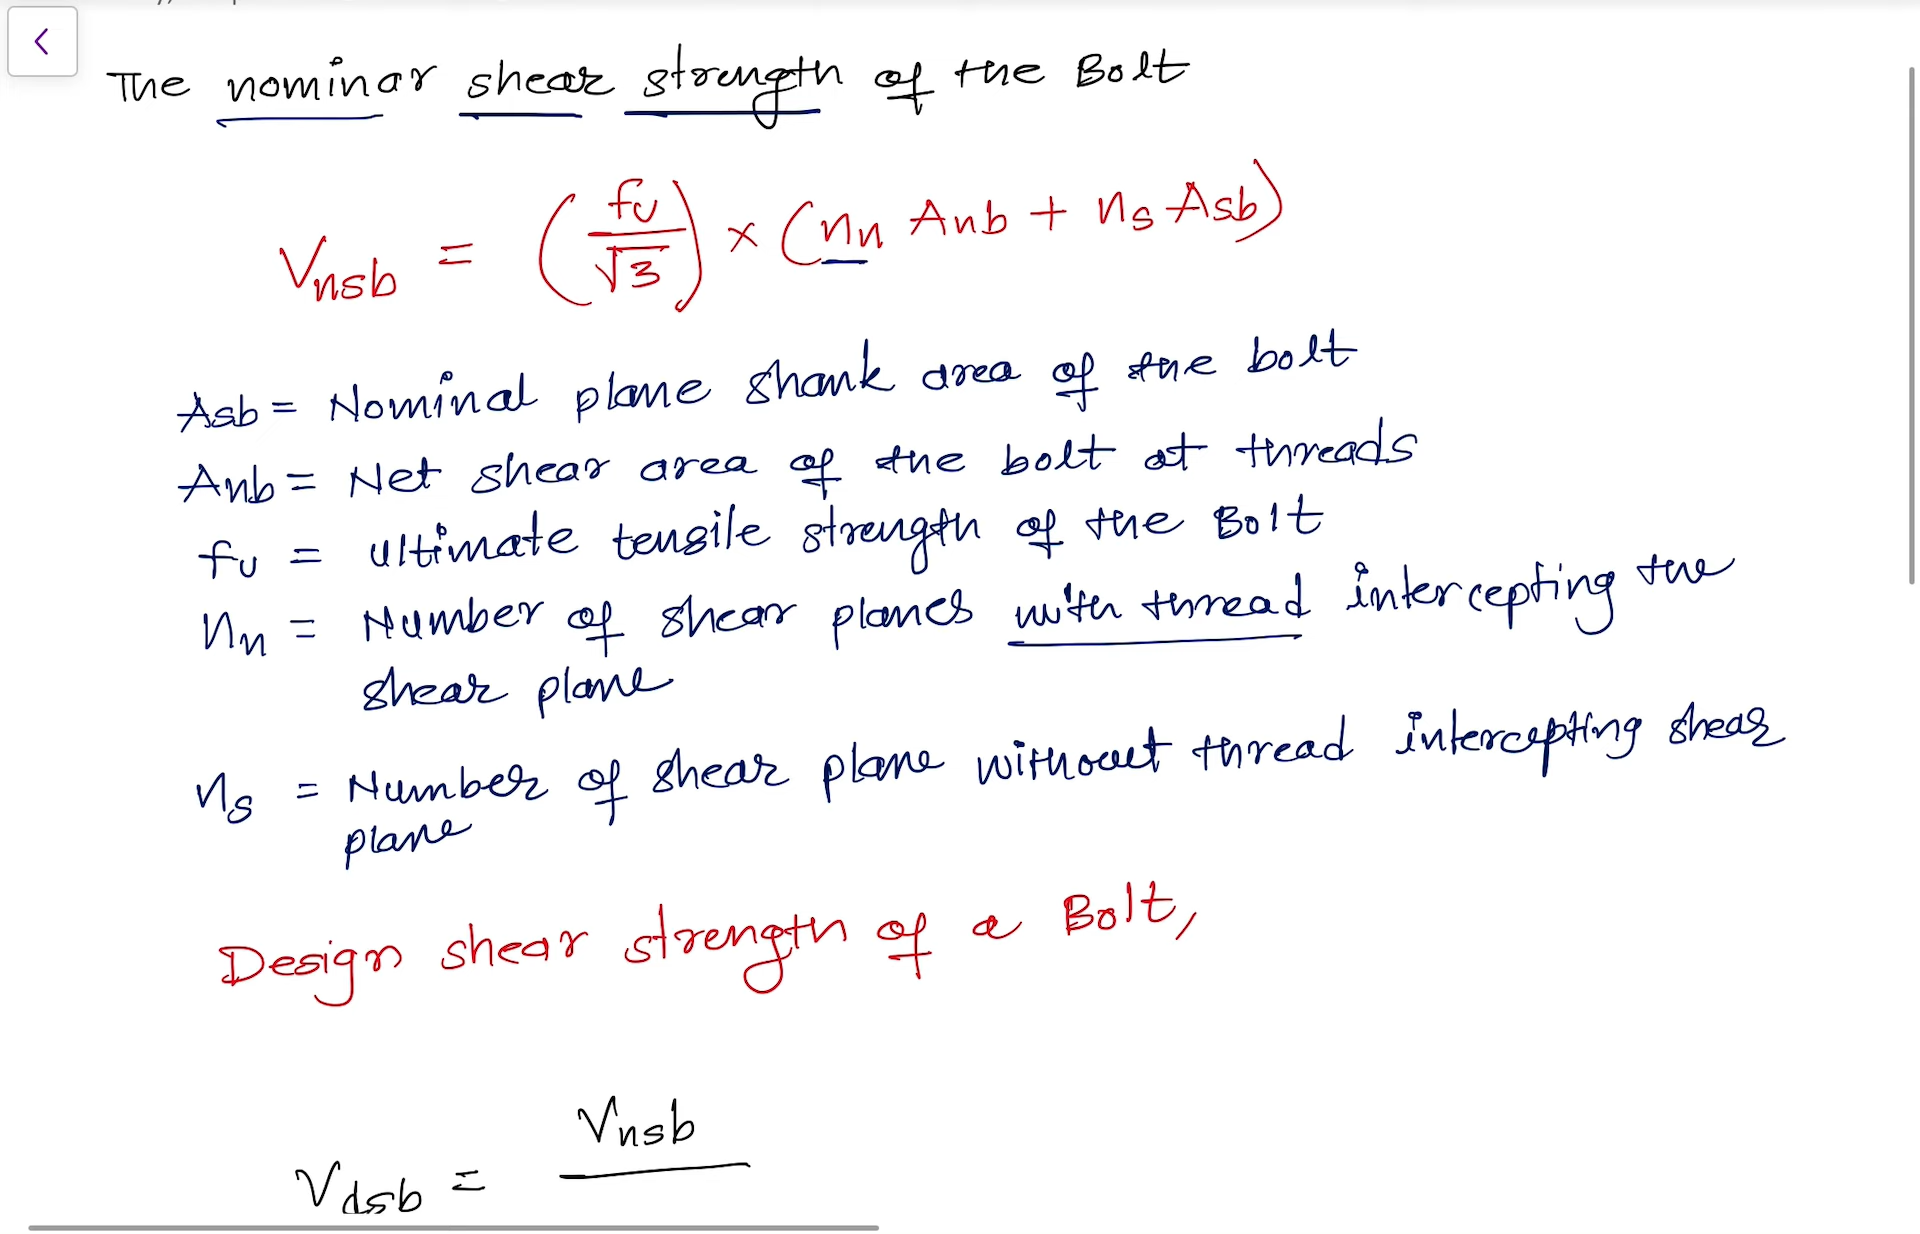 The nominar shear strength of the Bolt
Vnsb = (fu/√3) × (nn Anb + ns Asb)
Asb = Nominal plane shank area of the bolt
Anb = Net shear area of the bolt at threads
fu = ultimate tensile strength of the Bolt
nn = Number of shear planes with thread intercepting the
shear plane
ns = Number of shear plane without thread intercepting shear
plane
Design shear strength of a Bolt,
Vnsb
Vdsb =